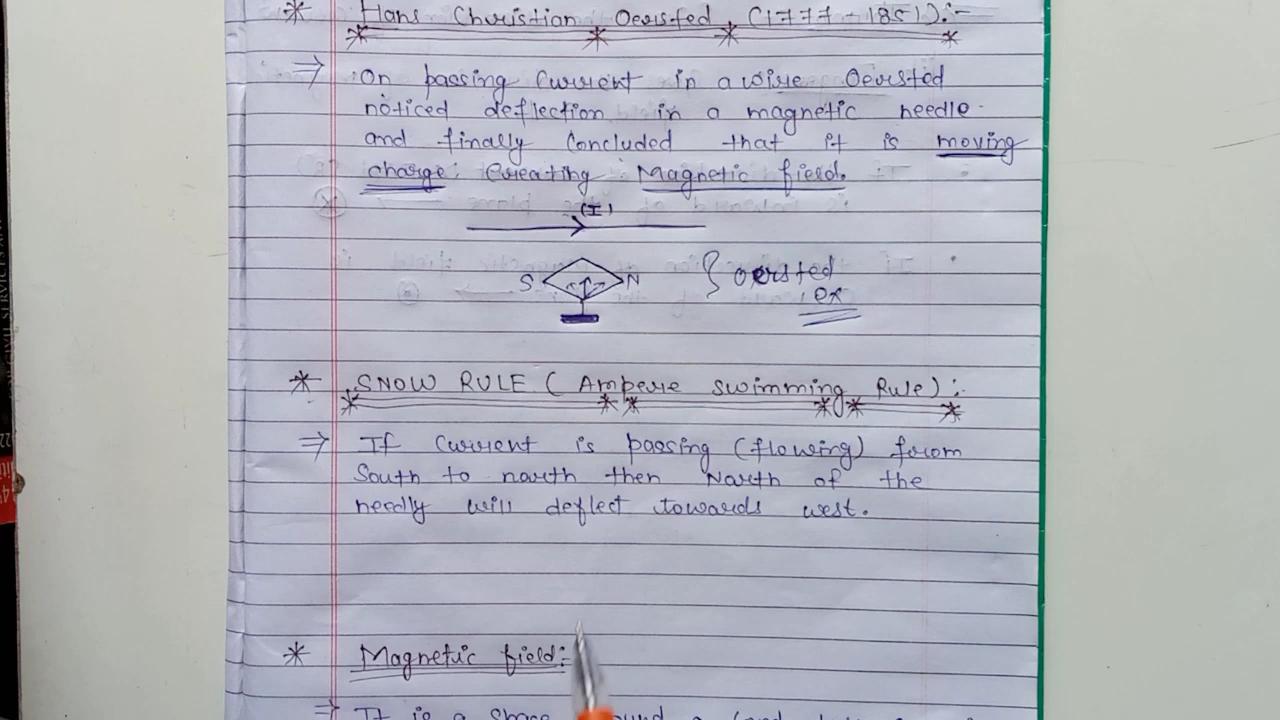 * Hans Christian Oersted (1777-1851):-
⇒ On passing current in a wire Oersted
noticed deflection in a magnetic needle.
and finally Concluded that it is moving
charge: Creating Magnetic field.
(I)
S N } oersted
ex
* SNOW RULE (Ampere swimming Rule):-
⇒ If Current is passing (flowing) from
South to north then North of the
needly will deflect towards west.
* Magnetic field:-
⇒ It is a